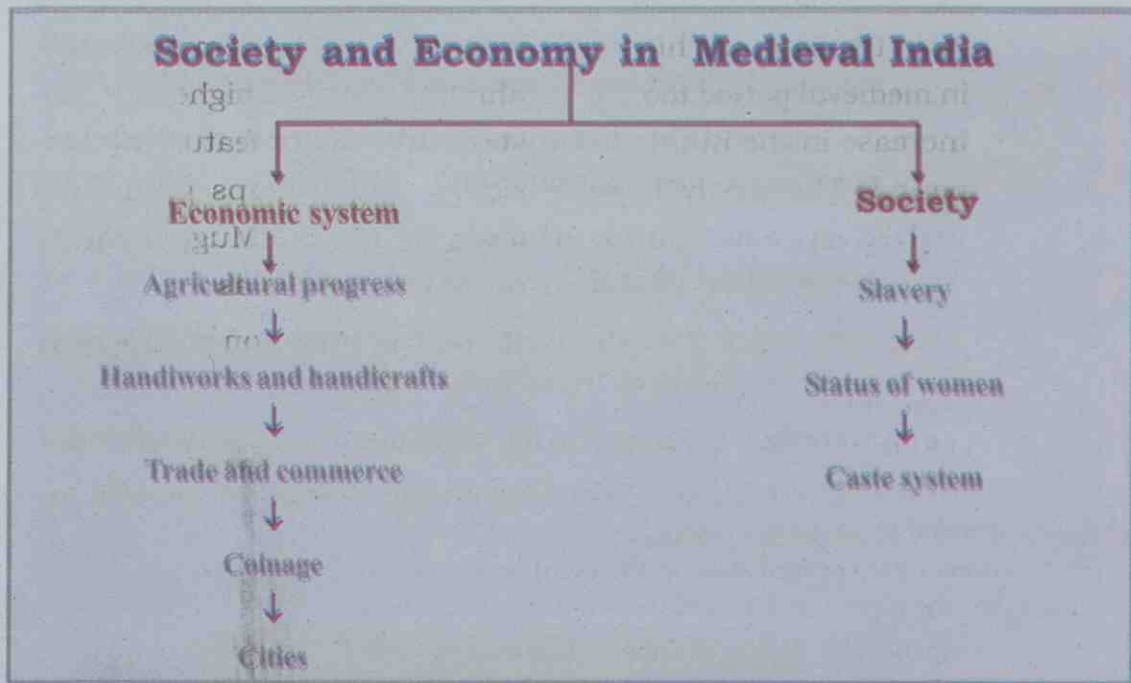 Society and Economy in Medieval India
Economic system
Agricultural progress
Handiworks and handicrafts
Trade and commerce
Coinage
Cities
Society
Slavery
Status of women
Caste system